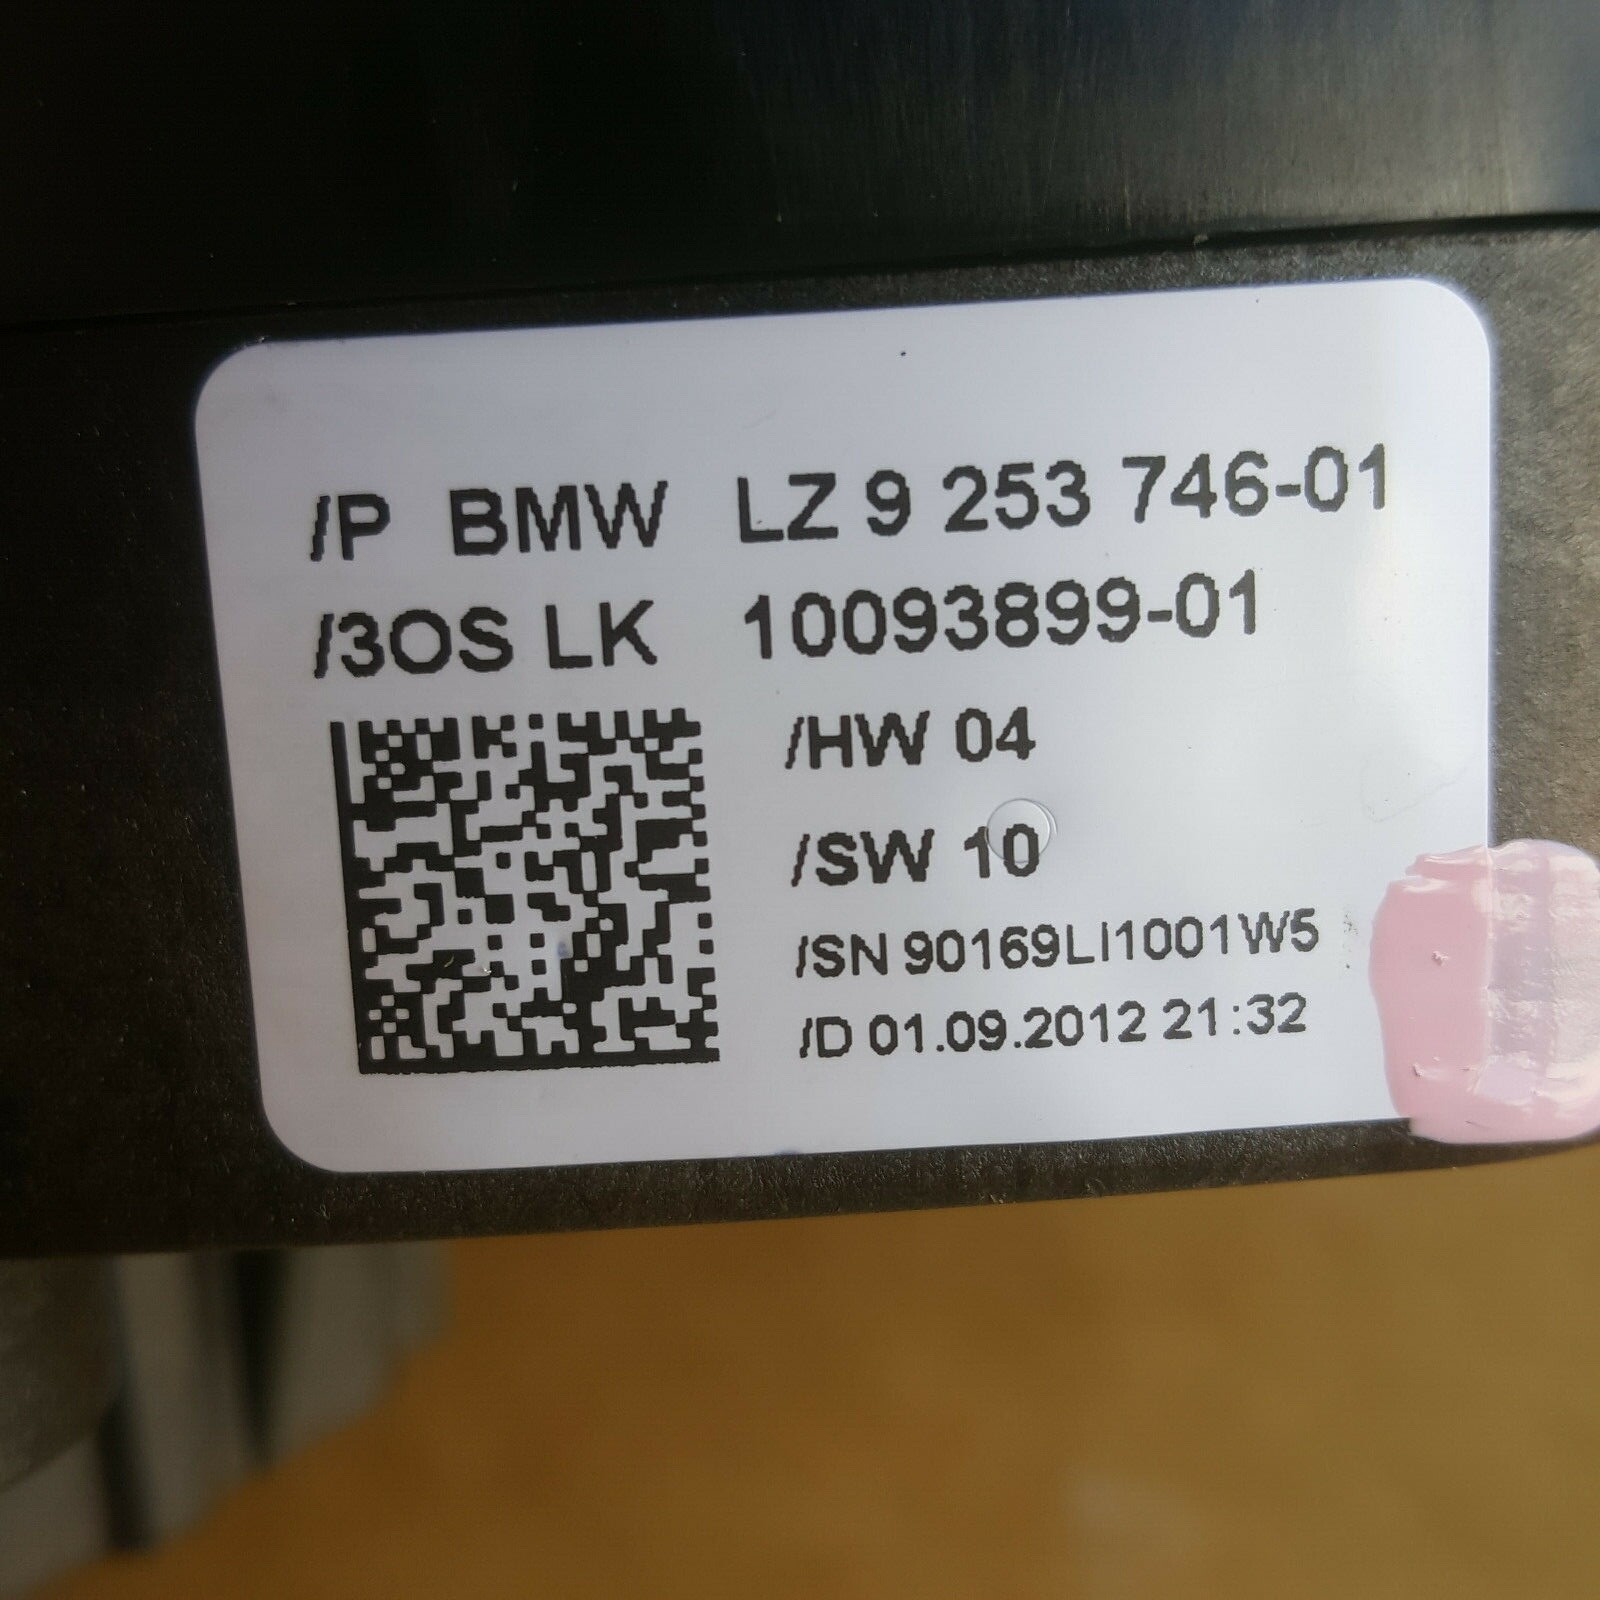 /P BMW LZ 9 253 746-01
/3OS LK 10093899-01
/HW 04
/SW 10
/SN 90169LI1001W5
/D 01.09.2012 21:32